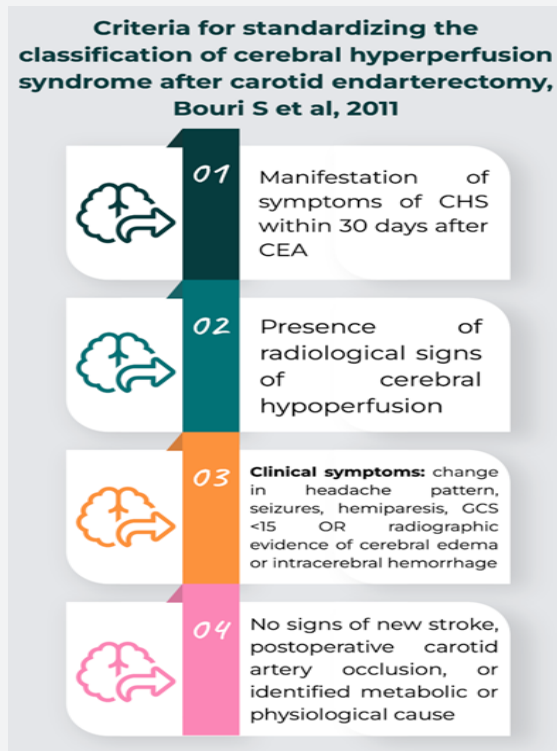 Criteria for standardizing the
classification of cerebral hyperperfusion
syndrome after carotid endarterectomy,
Bouri S et al, 2011
01
Manifestation of
symptoms of CHS
within 30 days after
CEA
02
Presence of
radiological signs
of cerebral
hypoperfusion
03
Clinical symptoms: change
in headache pattern,
seizures, hemiparesis, GCS
<15 OR radiographic
evidence of cerebral edema
or intracerebral hemorrhage
04
No signs of new stroke,
postoperative carotid
artery occlusion, or
identified metabolic or
physiological cause